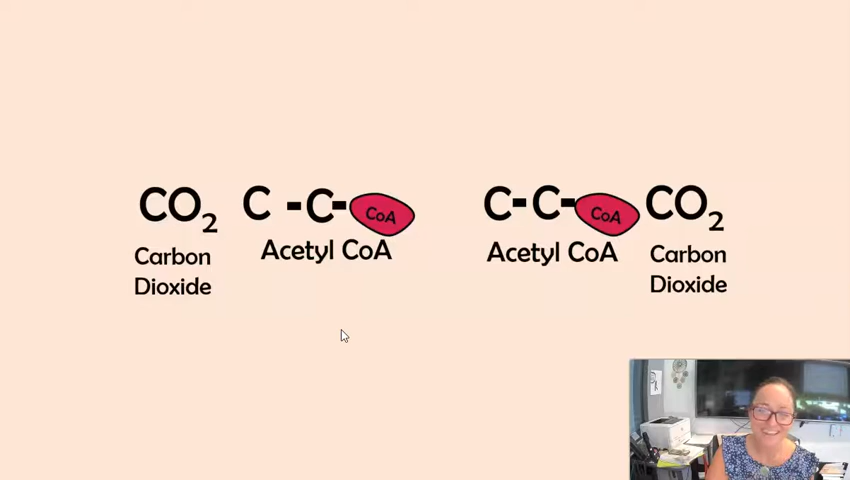 CO2 C -C- CoA C-C- CoA CO2
Carbon Dioxide
Acetyl CoA
Acetyl CoA
Carbon Dioxide